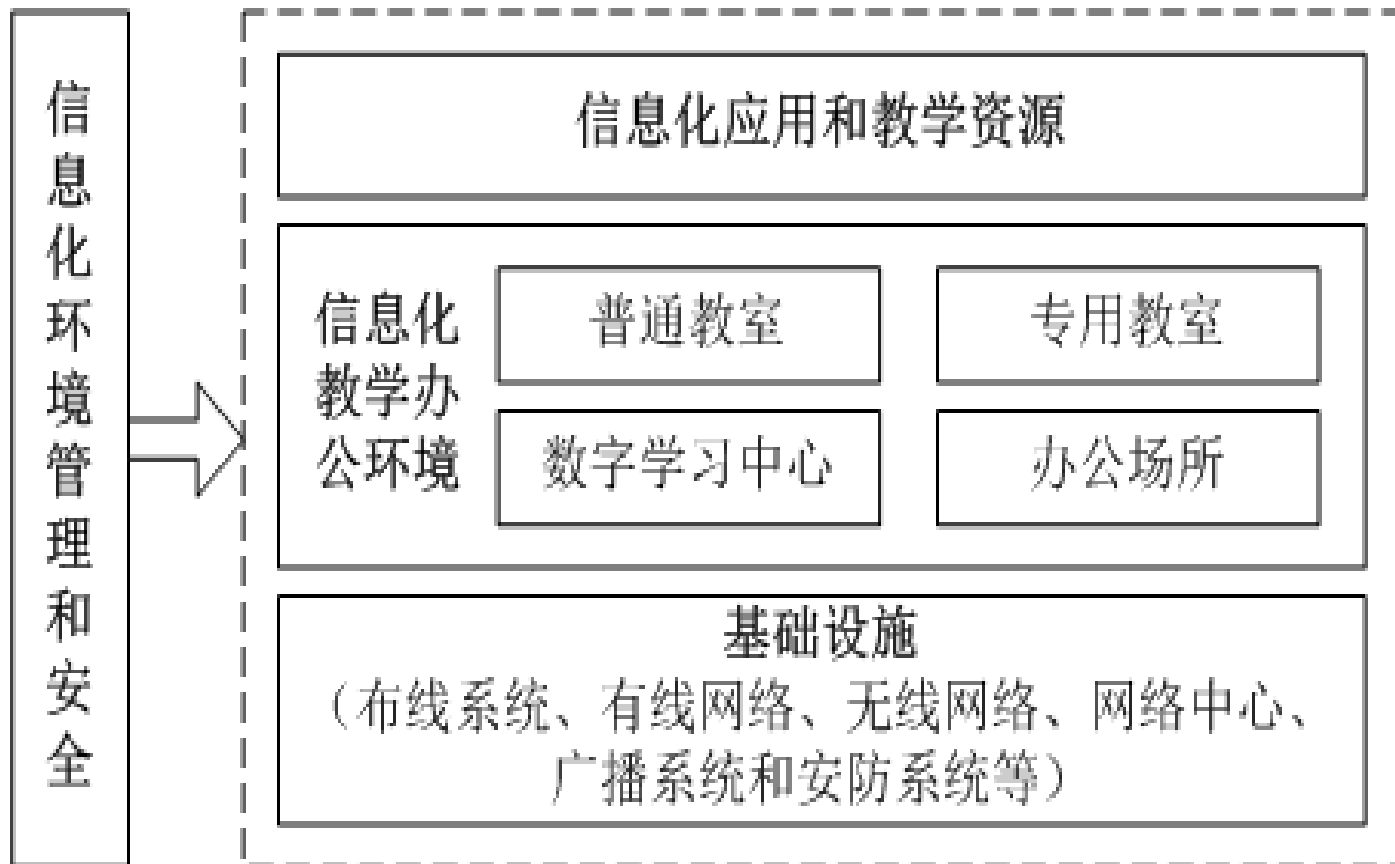 信息化环境管理和安全
信息化应用和教学资源
信息化
教学办
公环境
普通教室
专用教室
数字学习中心
办公场所
基础设施
（布线系统、有线网络、无线网络、网络中心、
广播系统和安防系统等）